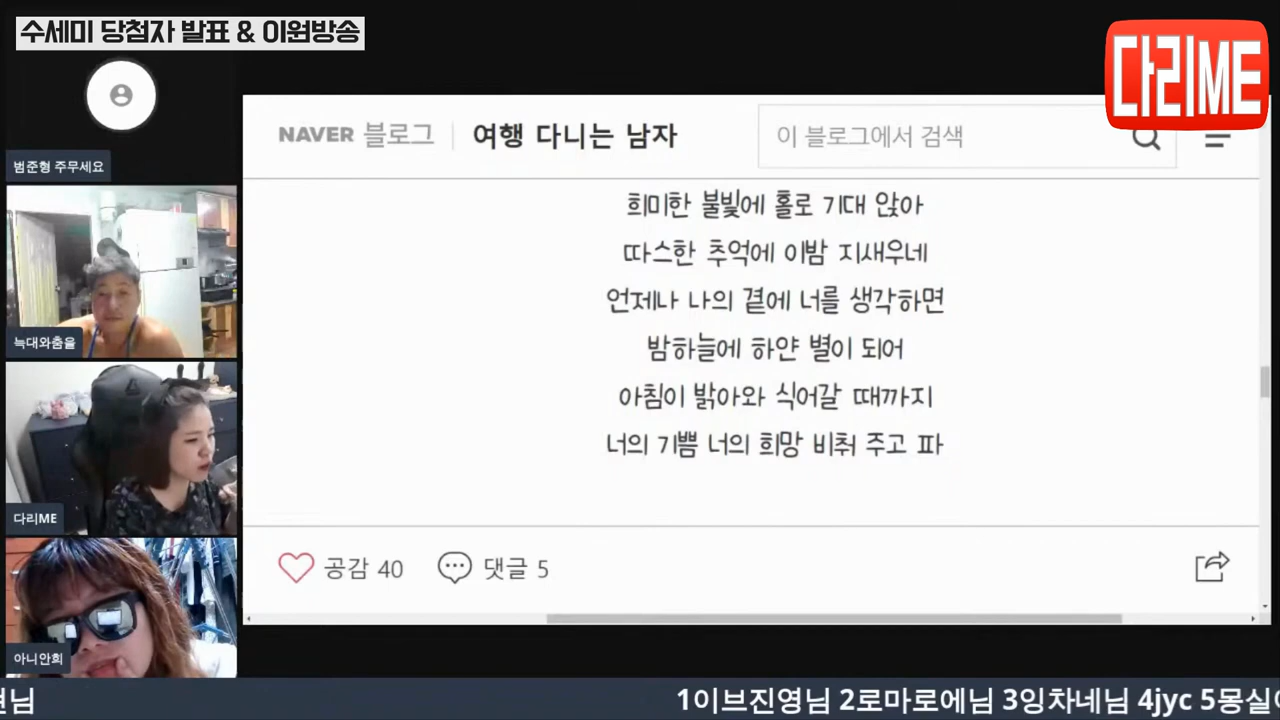 수세미 당첨자 발표 & 이원방송
다리ME
범준형 주무세요
늑대와춤을
다리ME
아니안희
NAVER 블로그 여행 다니는 남자
이 블로그에서 검색
희미한 불빛에 홀로 기대 앉아
따스한 추억에 이밤 지새우네
언제나 나의 곁에 너를 생각하면
밤하늘에 하얀 별이 되어
아침이 밝아와 식어갈 때까지
너의 기쁨 너의 희망 비춰 주고 파
공감 40 댓글 5
현님 1이브진영님 2로마로에님 3잉차네님 4jyc 5몽실